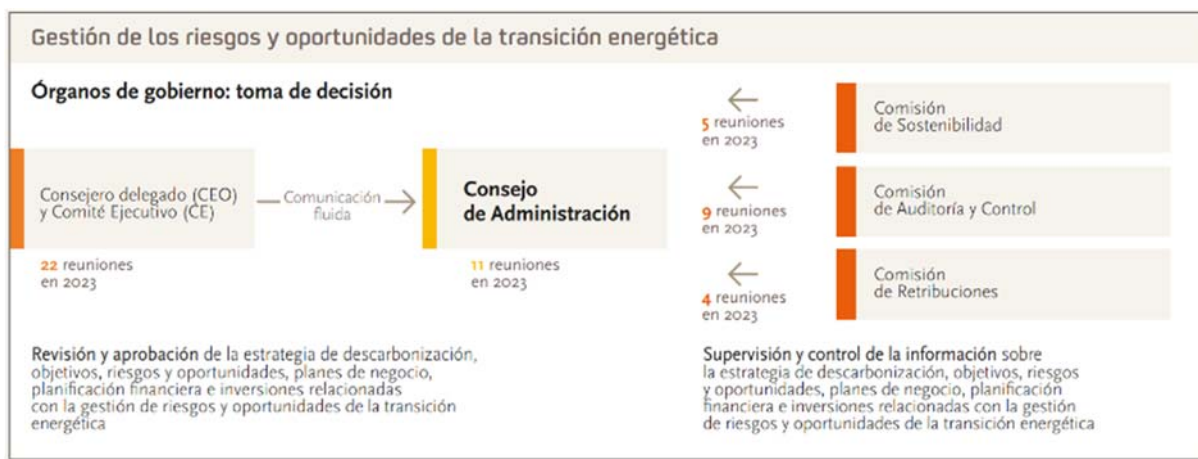 Gestión de los riesgos y oportunidades de la transición energética
Órganos de gobierno: toma de decisión
Consejero delegado (CEO)
y Comité Ejecutivo (CE)
22 reuniones
en 2023
Comunicación
fluida
Consejo
de Administración
11 reuniones
en 2023
5 reuniones
en 2023
Comisión
de Sostenibilidad
9 reuniones
en 2023
Comisión
de Auditoría y Control
4 reuniones
en 2023
Comisión
de Retribuciones
Revisión y aprobación de la estrategia de descarbonización,
objetivos, riesgos y oportunidades, planes de negocio,
planificación financiera e inversiones relacionadas
con la gestión de riesgos y oportunidades de la transición
energética
Supervisión y control de la información sobre
la estrategia de descarbonización, objetivos, riesgos
y oportunidades, planes de negocio, planificación
financiera e inversiones relacionadas con la gestión
de riesgos y oportunidades de la transición energética